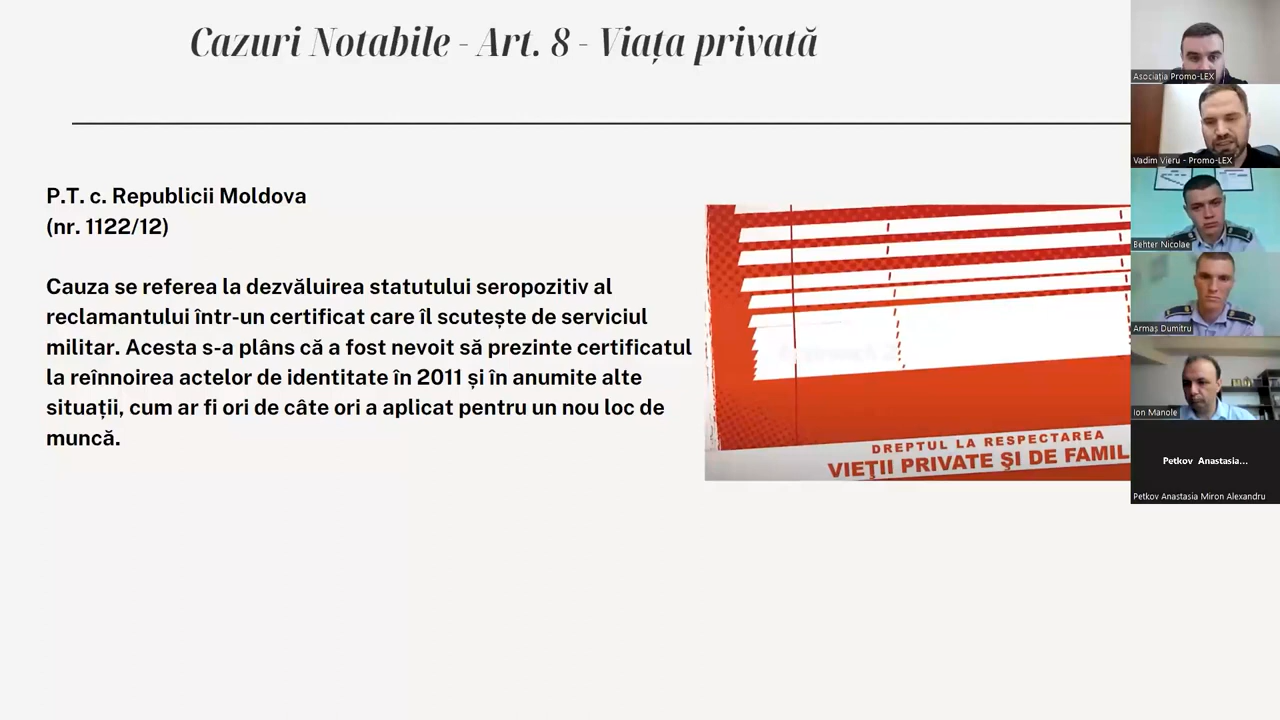 Cazuri Notabile - Art. 8 - Viața privată
P.T. c. Republicii Moldova
(nr. 1122/12)
Cauza se referea la dezvăluirea statutului seropozitiv al
reclamantului într-un certificat care îl scutește de serviciul
militar. Acesta s-a plâns că a fost nevoit să prezinte certificatul
la reînnoirea actelor de identitate în 2011 și în anumite alte
situații, cum ar fi ori de câte ori a aplicat pentru un nou loc de
muncă.
DREPTUL LA RESPECTAREA
VIEŢII PRIVATE ŞI DE FAMIL
Asociația Promo-LEX
Vadim Vieru - Promo-LEX
Behter Nicolae
Armaș Dumitru
Ion Manole
Petkov Anastasia...
Petkov Anastasia Miron Alexandru